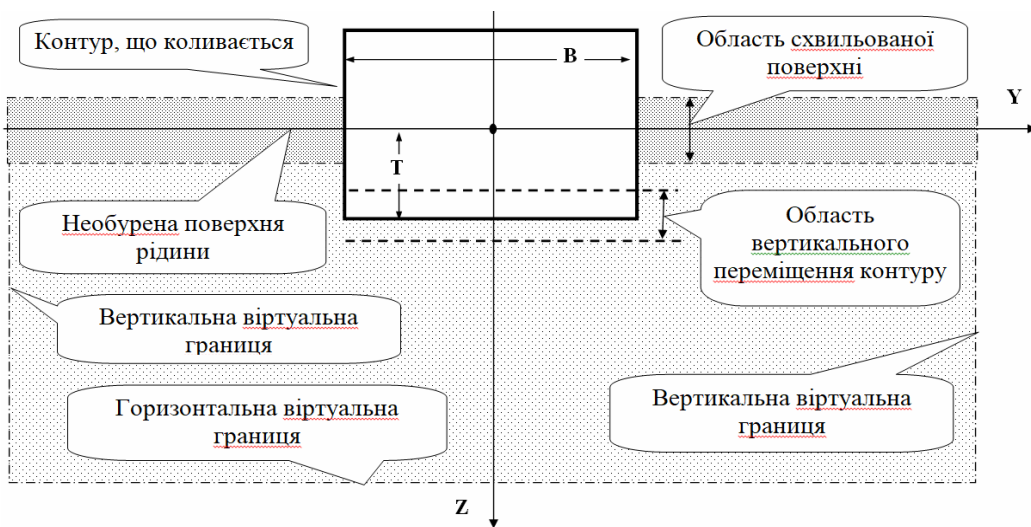 Контур, що коливається
B
Область схвильованої
поверхні
Y
T
Необурена поверхня
рідини
Область
вертикального
переміщення контуру
Вертикальна віртуальна
границя
Горизонтальна віртуальна
границя
Вертикальна віртуальна
границя
Z